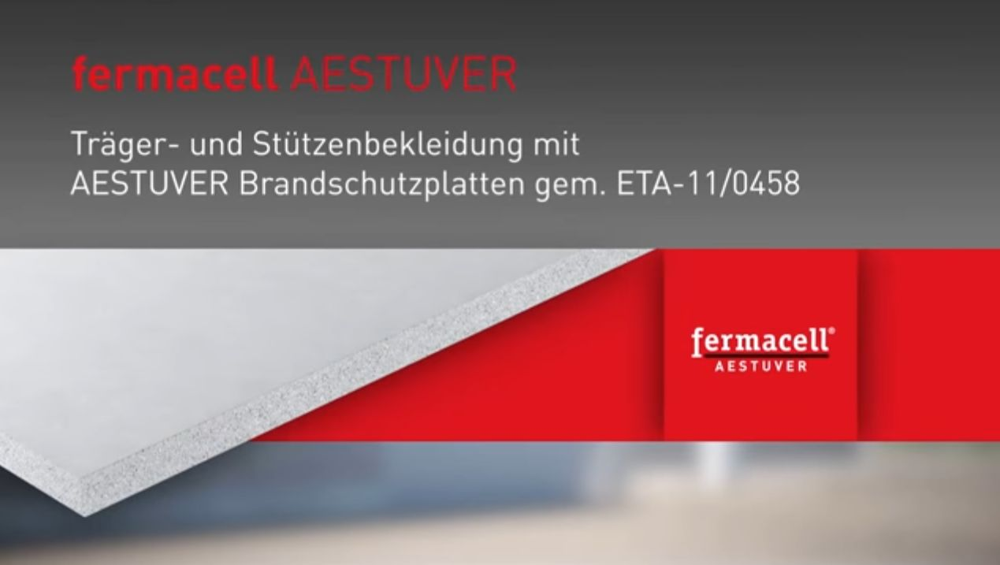 fermacell AESTUVER
Träger- und Stützenbekleidung mit
AESTUVER Brandschutzplatten gem. ETA-11/0458
fermacell®
AESTUVER